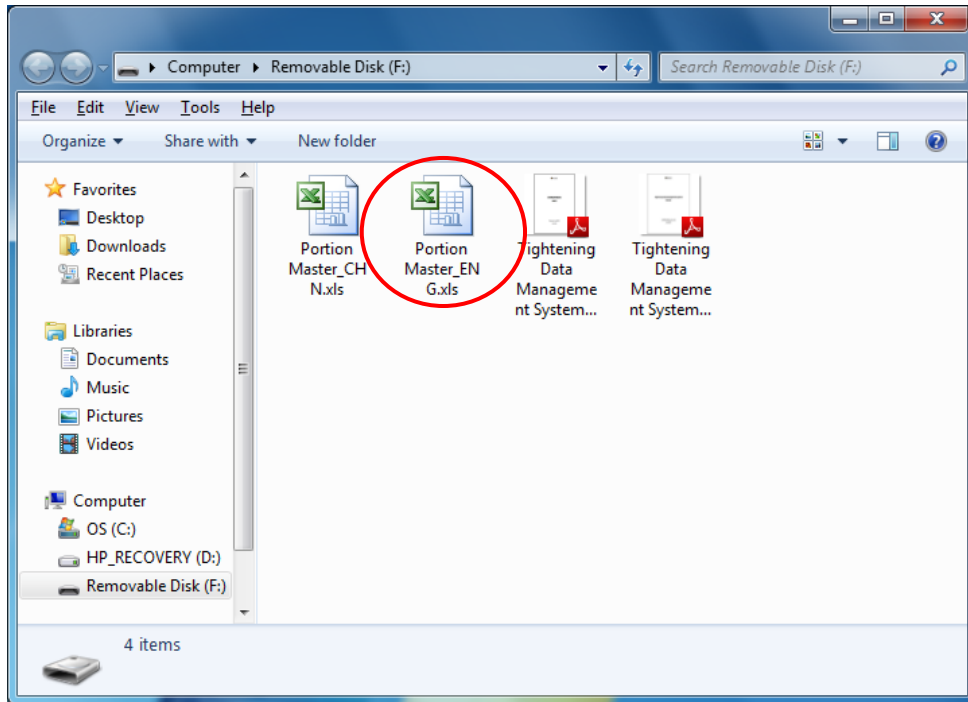 Computer Removable Disk (F:)
Search Removable Disk (F:)
File Edit View Tools Help
Organize Share with New folder
Favorites
Desktop
Downloads
Recent Places
Libraries
Documents
Music
Pictures
Videos
Computer
OS (C:)
HP_RECOVERY (D:)
Removable Disk (F:)
Portion
Master_CH
N.xls
Portion
Master_EN
G.xls
Tightening
Data
Manageme
nt System...
Tightening
Data
Manageme
nt System...
4 items